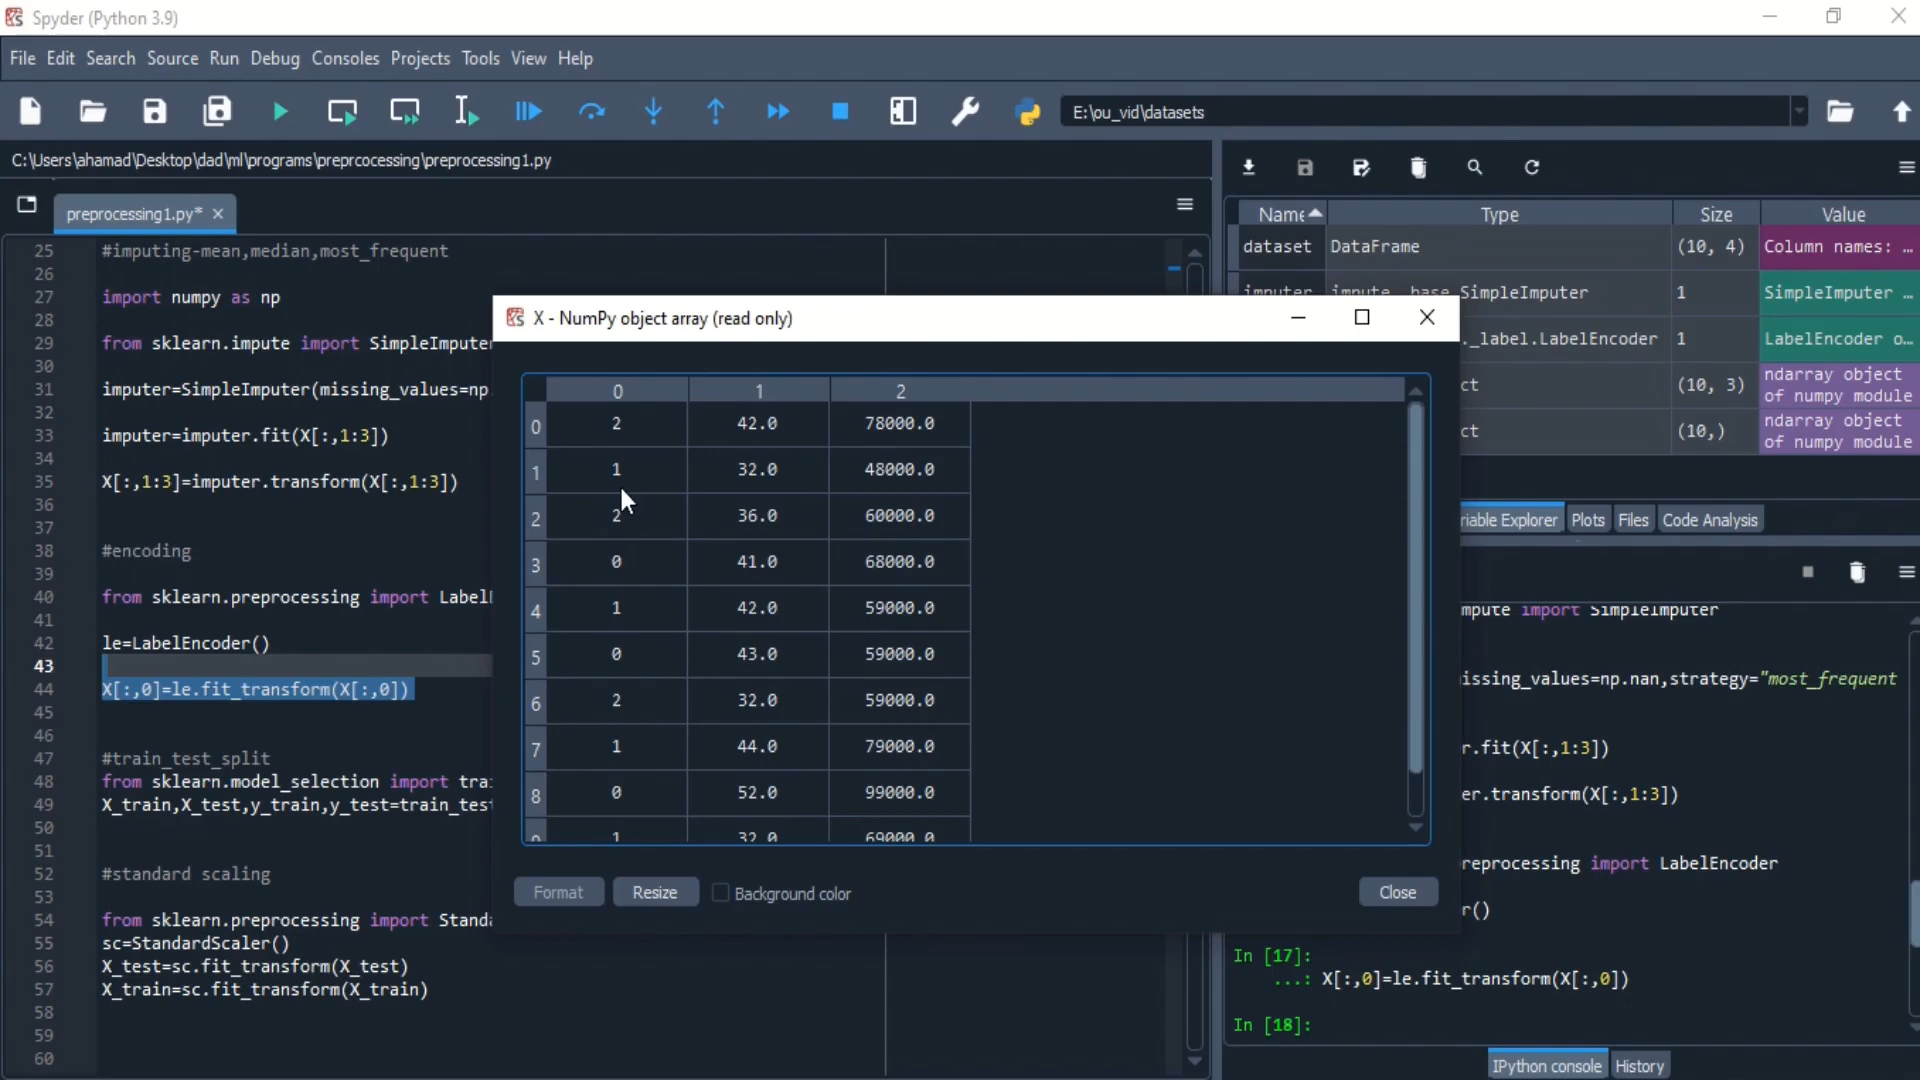 Spyder (Python 3.9)
File Edit Search Source Run Debug Consoles Projects Tools View Help
E:\ou_vid\datasets
C:\Users\ahamad\Desktop\dad\ml\programs\preprcocessing\preprocessing1.py
preprocessing1.py*
25 #imputing-mean,median,most_frequent
26
27 import numpy as np
28
29 from sklearn.impute import SimpleImputer
30
31 imputer=SimpleImputer(missing_values=np.
32
33 imputer=imputer.fit(X[:,1:3])
34
35 X[:,1:3]=imputer.transform(X[:,1:3])
36
37
38 #encoding
39
40 from sklearn.preprocessing import Label
41
42 le=LabelEncoder()
43
44 X[:,0]=le.fit_transform(X[:,0])
45
46
47 #train_test_split
48 from sklearn.model_selection import tra
49 X_train,X_test,y_train,y_test=train_test
50
51
52 #standard scaling
53
54 from sklearn.preprocessing import Standa
55 sc=StandardScaler()
56 X_test=sc.fit_transform(X_test)
57 X_train=sc.fit_transform(X_train)
58
59
60
X - NumPy object array (read only)
0 1 2
0 2 42.0 78000.0
1 1 32.0 48000.0
2 2 36.0 60000.0
3 0 41.0 68000.0
4 1 42.0 59000.0
5 0 43.0 59000.0
6 2 32.0 59000.0
7 1 44.0 79000.0
8 0 52.0 99000.0
9 1 32.0 69000.0
Format Resize Background color Close
Name Type Size Value
dataset DataFrame (10, 4) Column names: …
imputer impute._base.SimpleImputer 1 SimpleImputer …
._label.LabelEncoder 1 LabelEncoder o…
ct (10, 3) ndarray object
of numpy module
ct (10,) ndarray object
of numpy module
riable Explorer Plots Files Code Analysis
mpute import SimpleImputer
issing_values=np.nan,strategy="most_frequent
r.fit(X[:,1:3])
er.transform(X[:,1:3])
reprocessing import LabelEncoder
r()
In [17]:
...: X[:,0]=le.fit_transform(X[:,0])
In [18]:
IPython console History